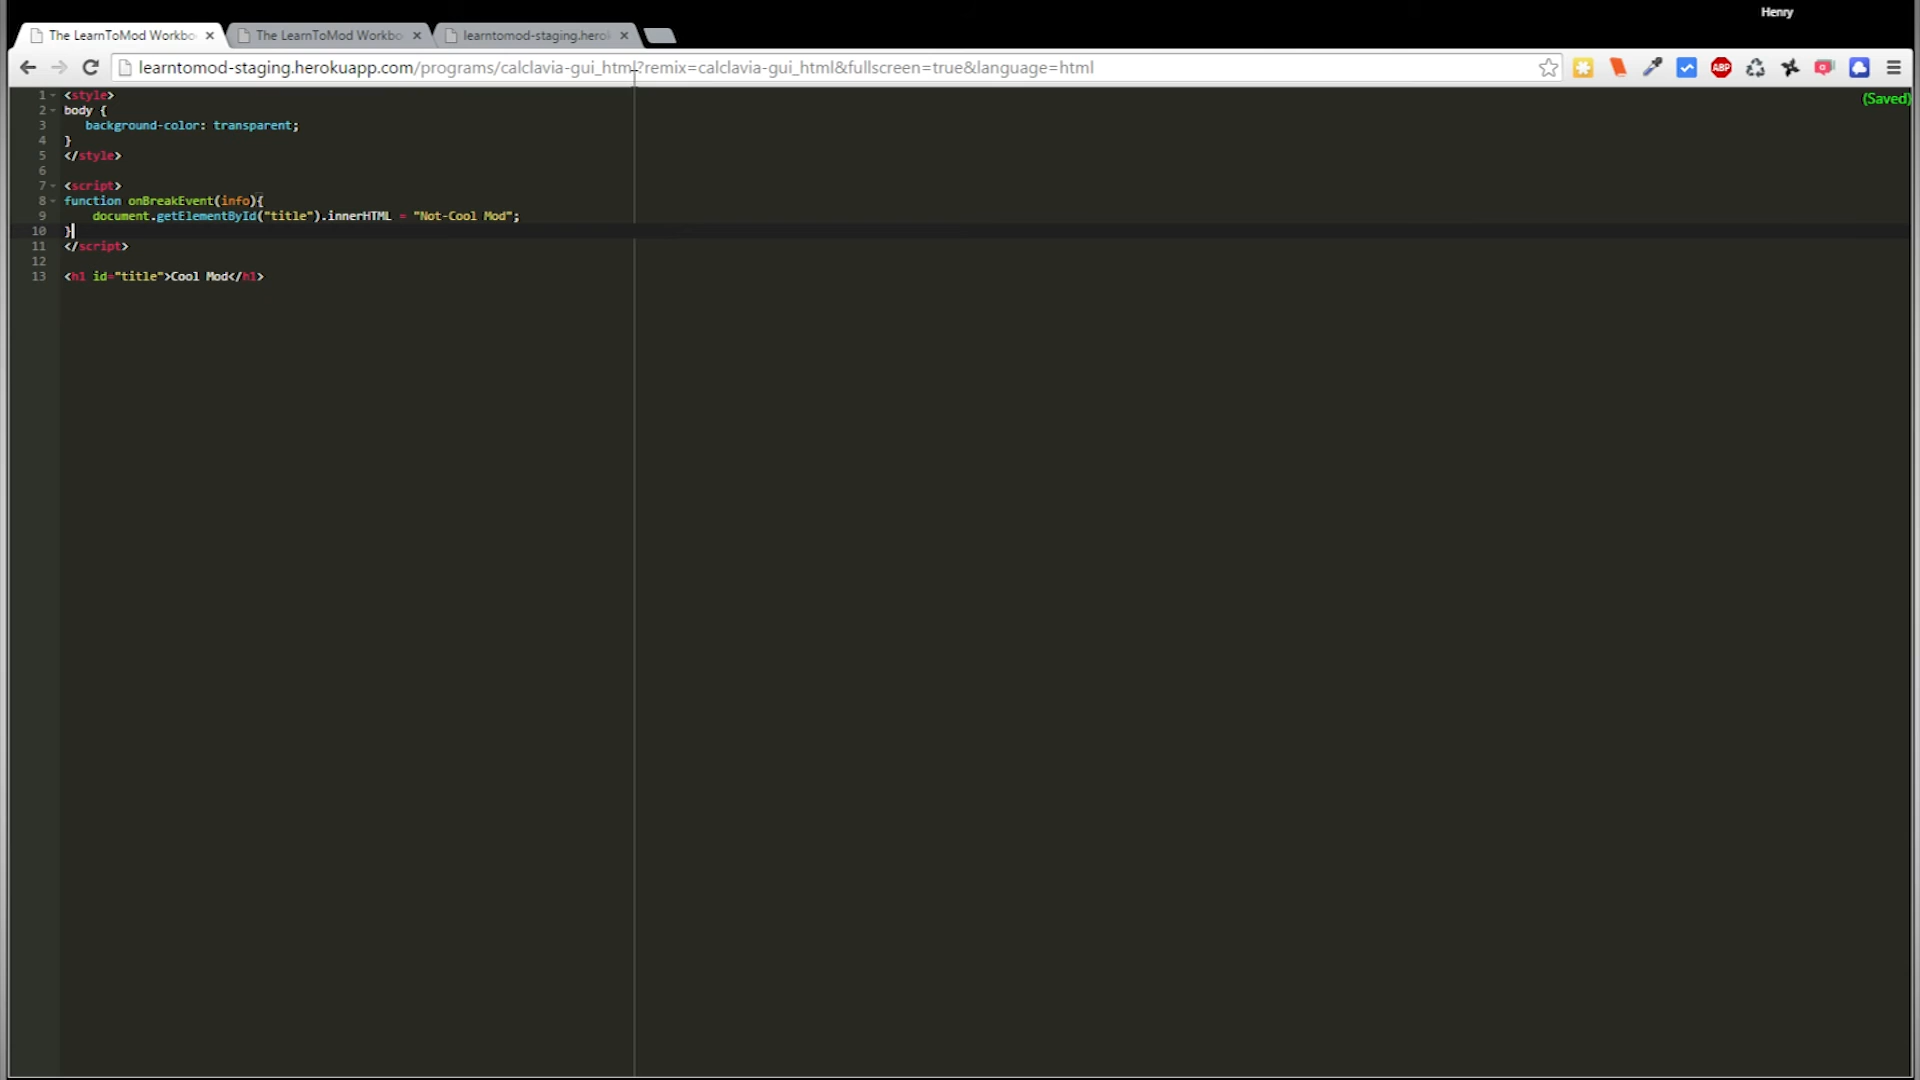 Henry
The LearnToMod Workbo
The LearnToMod Workbo
learntomod-staging.herok
learntomod-staging.herokuapp.com/programs/calclavia-gui_html?remix=calclavia-gui_html&fullscreen=true&language=html
ABP
(Saved)
1 <style>
2 body {
3 background-color: transparent;
4 }
5 </style>
6
7 <script>
8 function onBreakEvent(info){
9 document.getElementById("title").innerHTML = "Not-Cool Mod";
10 }
11 </script>
12
13 <h1 id="title">Cool Mod</h1>